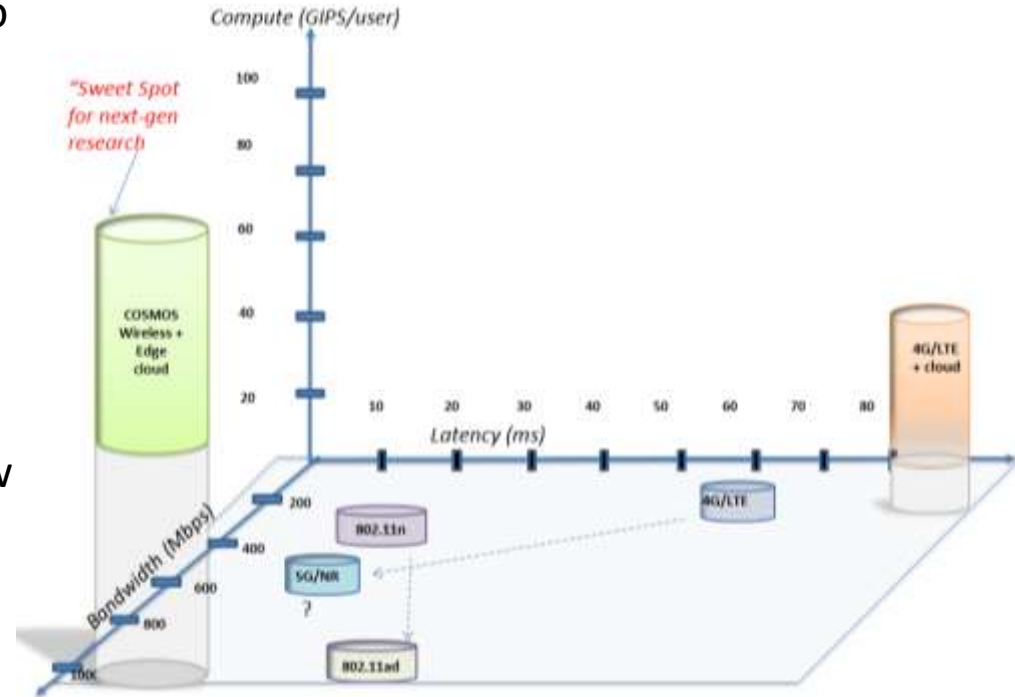 Compute (GIPS/user)
100
"Sweet Spot
for next-gen
research
80
60
40
COSMOS
Wireless +
Edge
cloud
4G/LTE
+ cloud
20
10 20 30 40 50 60 70 80
Latency (ms)
200
4G/LTE
802.11n
Bandwidth (Mbps)
400
5G/NR
600
?
800
802.11ad